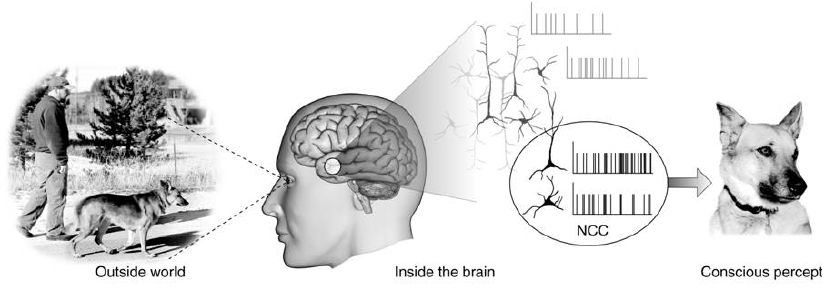 NCC
Outside world
Inside the brain
Conscious percept